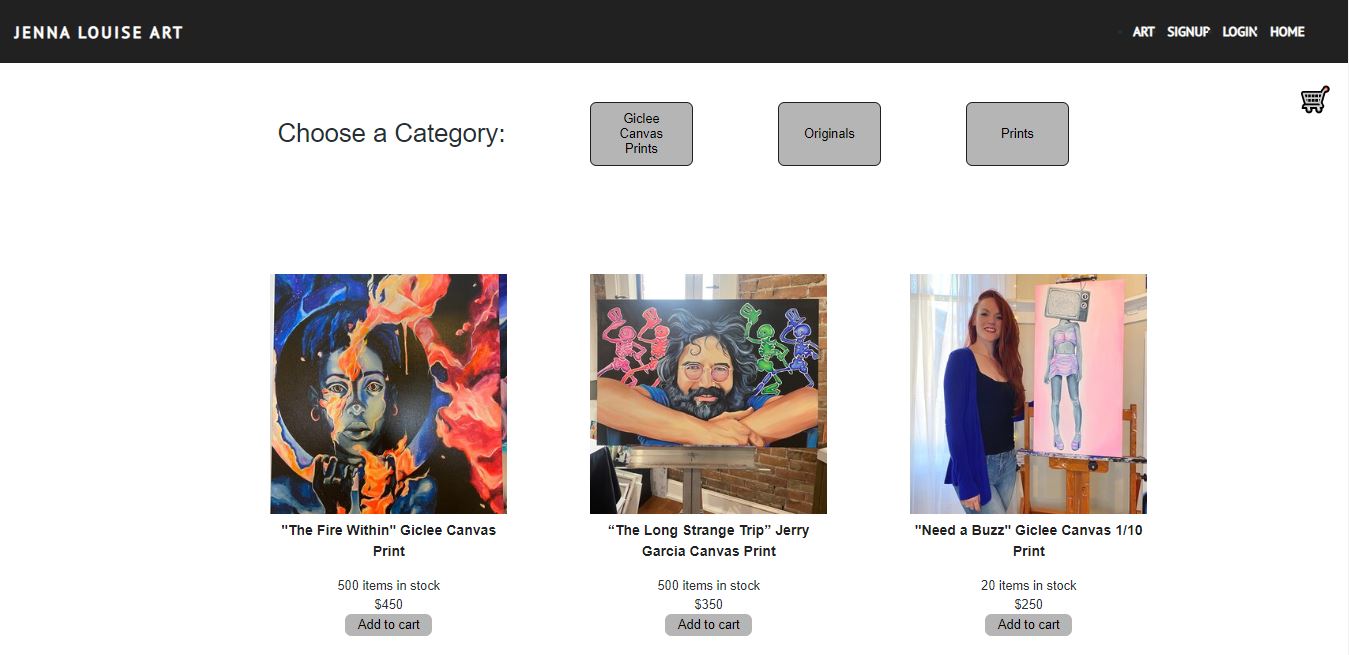 JENNA LOUISE ART
ART SIGNUP LOGIN HOME
Choose a Category:
Giclee
Canvas
Prints
Originals
Prints
"The Fire Within" Giclee Canvas
Print
500 items in stock
$450
Add to cart
“The Long Strange Trip” Jerry
Garcia Canvas Print
500 items in stock
$350
Add to cart
"Need a Buzz" Giclee Canvas 1/10
Print
20 items in stock
$250
Add to cart